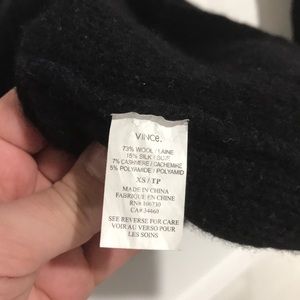 VINCE.
73% WOOL / LAINE
15% SILK / SOIE
7% CASHMERE / CACHEMIRE
5% POLYAMIDE / POLYAMID
XS / TP
MADE IN CHINA
FABRIQUE EN CHINE
RN# 106730
CA# 34460
SEE REVERSE FOR CARE
VOIR AU VERSO POUR
LES SOINS